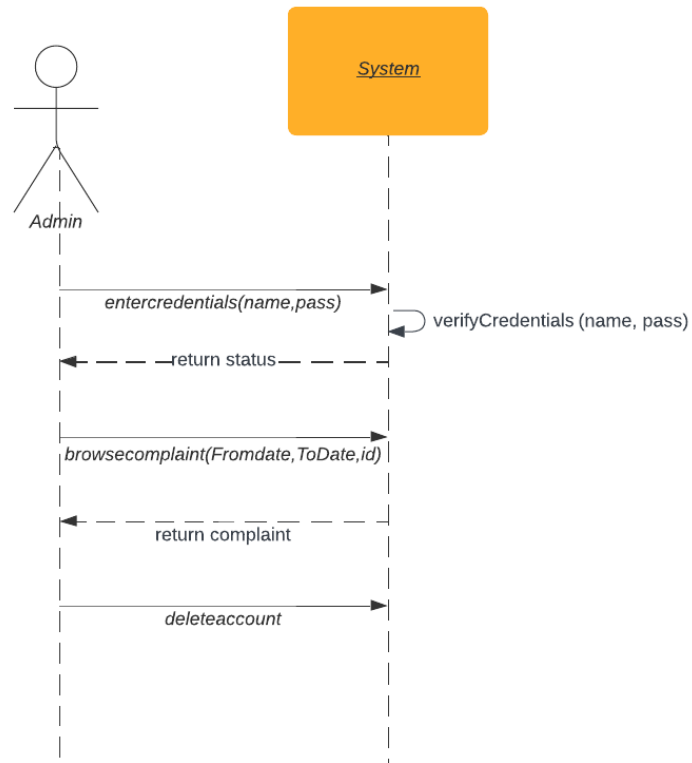 System
Admin
entercredentials(name,pass)
verifyCredentials (name, pass)
return status
browsecomplaint(Fromdate,ToDate,id)
return complaint
deleteaccount